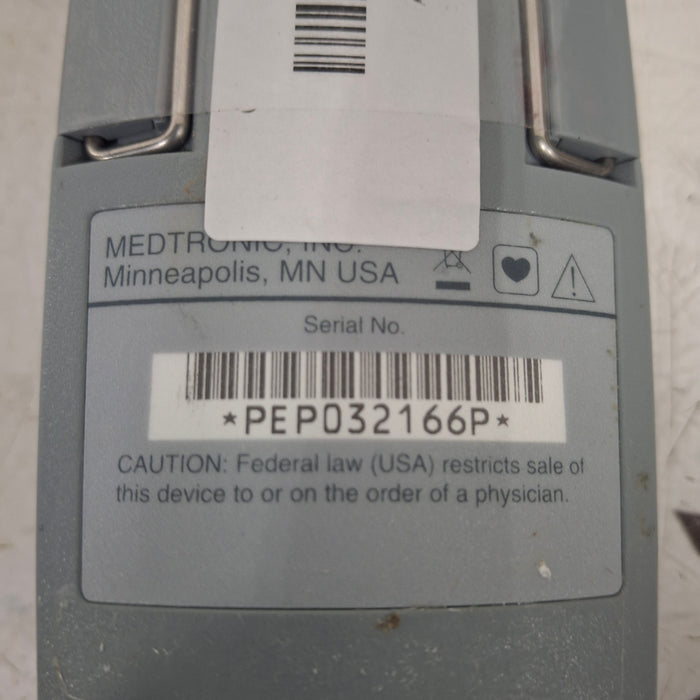 MEDTRONIC, INC.
Minneapolis, MN USA
Serial No.
*PEP032166P*
CAUTION: Federal law (USA) restricts sale of
this device to or on the order of a physician.